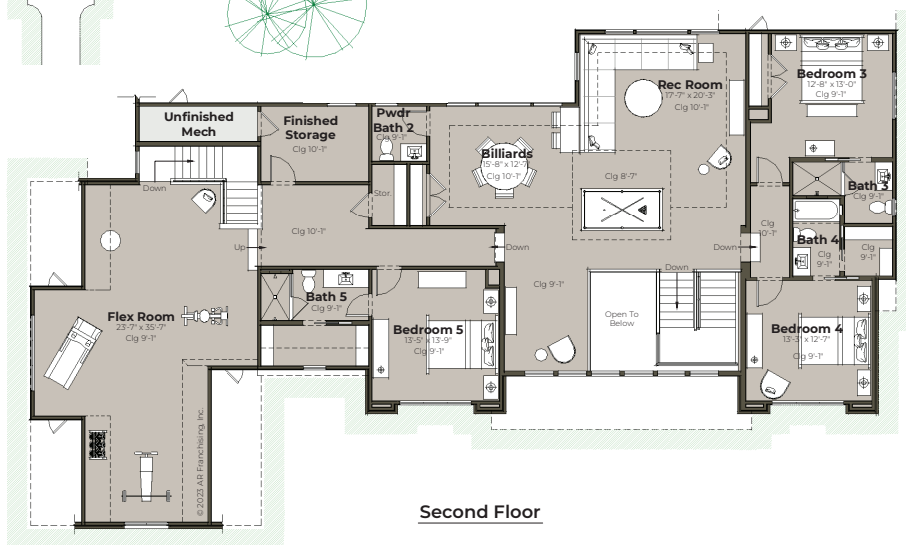 Unfinished
Mech
Finished
Storage
Clg 10'-1"
Pwdr
Bath 2
Clg 9'-1"
Rec Room
17'-7" x 20'-3"
Clg 10'-1"
Bedroom 3
12'-8" x 13'-0"
Clg 9'-1"
Billiards
15'-8" x 12'-7"
Clg 10'-1"
Clg 8'-7"
Down
Stor.
Clg 10'-1"
Up
Down
Down
Down
Clg
10'-1"
Bath 3
Clg 9'-1"
Bath 4
Clg
9'-1"
Clg
9'-1"
Bath 5
Clg 9'-1"
Clg 9'-1"
Open To
Below
Flex Room
23'-7" x 35'-7"
Clg 9'-1"
Bedroom 5
13'-5" x 13'-9"
Clg 9'-1"
Bedroom 4
13'-3" x 12'-7"
Clg 9'-1"
© 2023 AR Franchising, Inc.
Second Floor